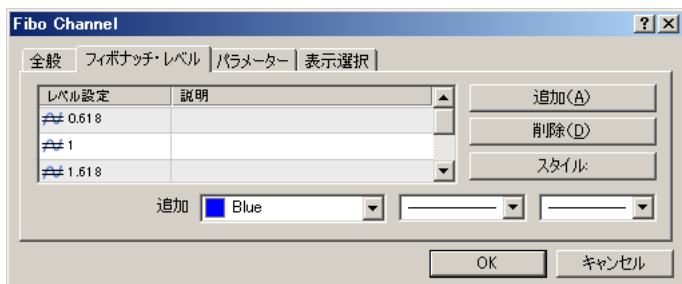 Fibo Channel
全般 フィボナッチ・レベル パラメーター 表示選択
レベル設定 説明
0.618
1
1.618
追加(A)
削除(D)
スタイル:
追加 Blue
OK キャンセル